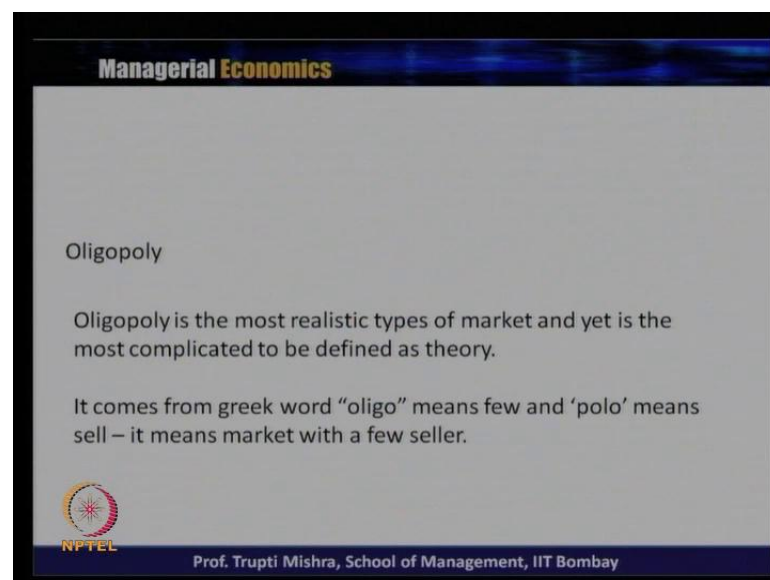 Managerial Economics
Oligopoly
Oligopoly is the most realistic types of market and yet is the
most complicated to be defined as theory.
It comes from greek word “oligo” means few and ‘polo’ means
sell – it means market with a few seller.
NPTEL
Prof. Trupti Mishra, School of Management, IIT Bombay